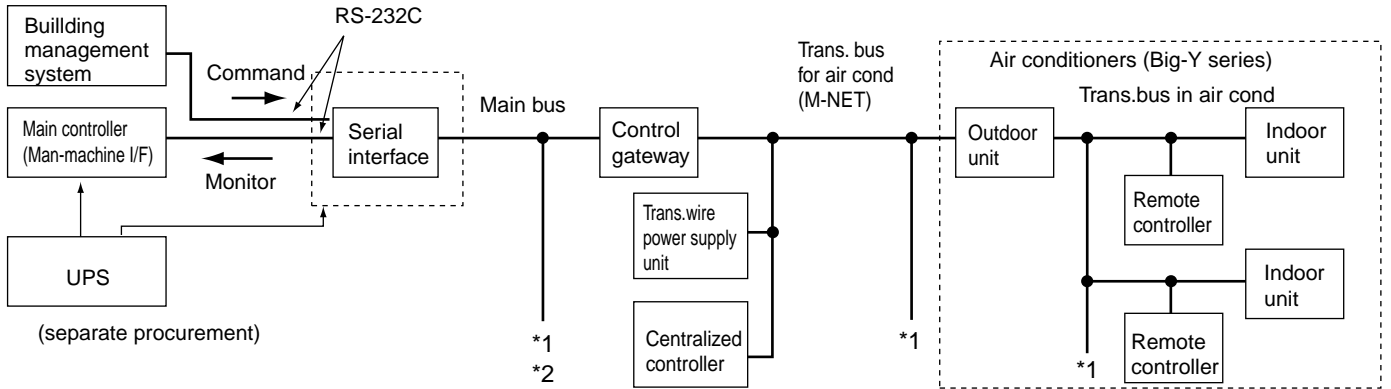 Buillding
management
system
RS-232C
Command
Main controller
(Man-machine I/F)
Monitor
Serial
interface
UPS
(separate procurement)
Main bus
*1
*2
Control
gateway
Trans.wire
power supply
unit
Centralized
controller
Trans. bus
for air cond
(M-NET)
*1
Air conditioners (Big-Y series)
Trans.bus in air cond
Outdoor
unit
Indoor
unit
Remote
controller
Indoor
unit
Remote
controller
*1